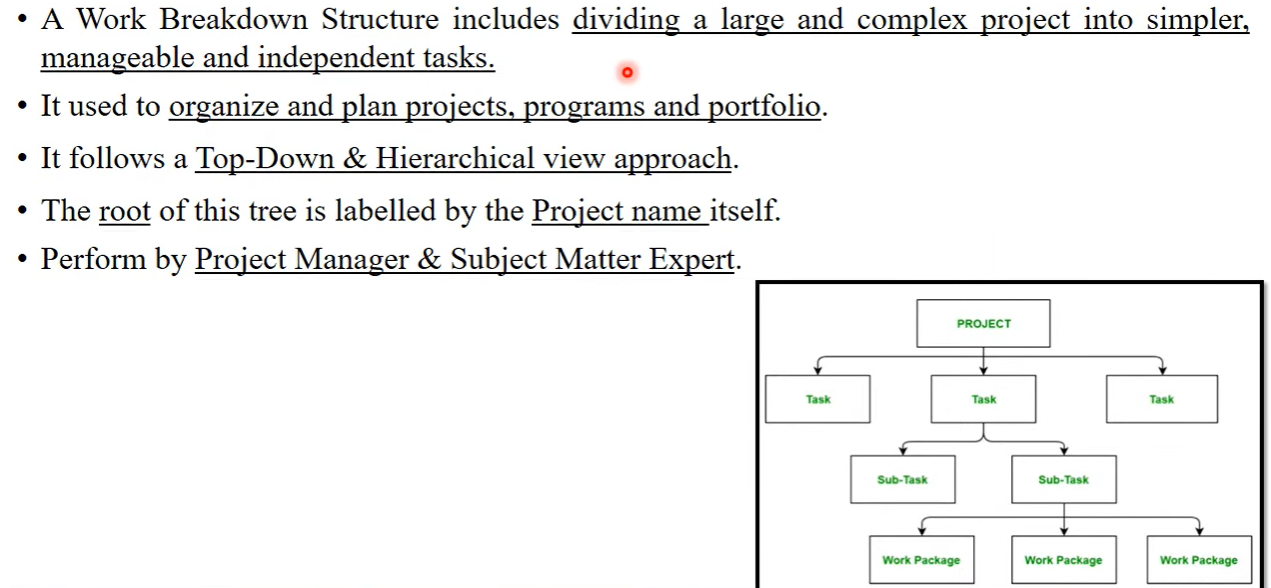 • A Work Breakdown Structure includes dividing a large and complex project into simpler,
manageable and independent tasks.
• It used to organize and plan projects, programs and portfolio.
• It follows a Top-Down & Hierarchical view approach.
• The root of this tree is labelled by the Project name itself.
• Perform by Project Manager & Subject Matter Expert.
PROJECT
Task Task Task
Sub-Task Sub-Task
Work Package Work Package Work Package